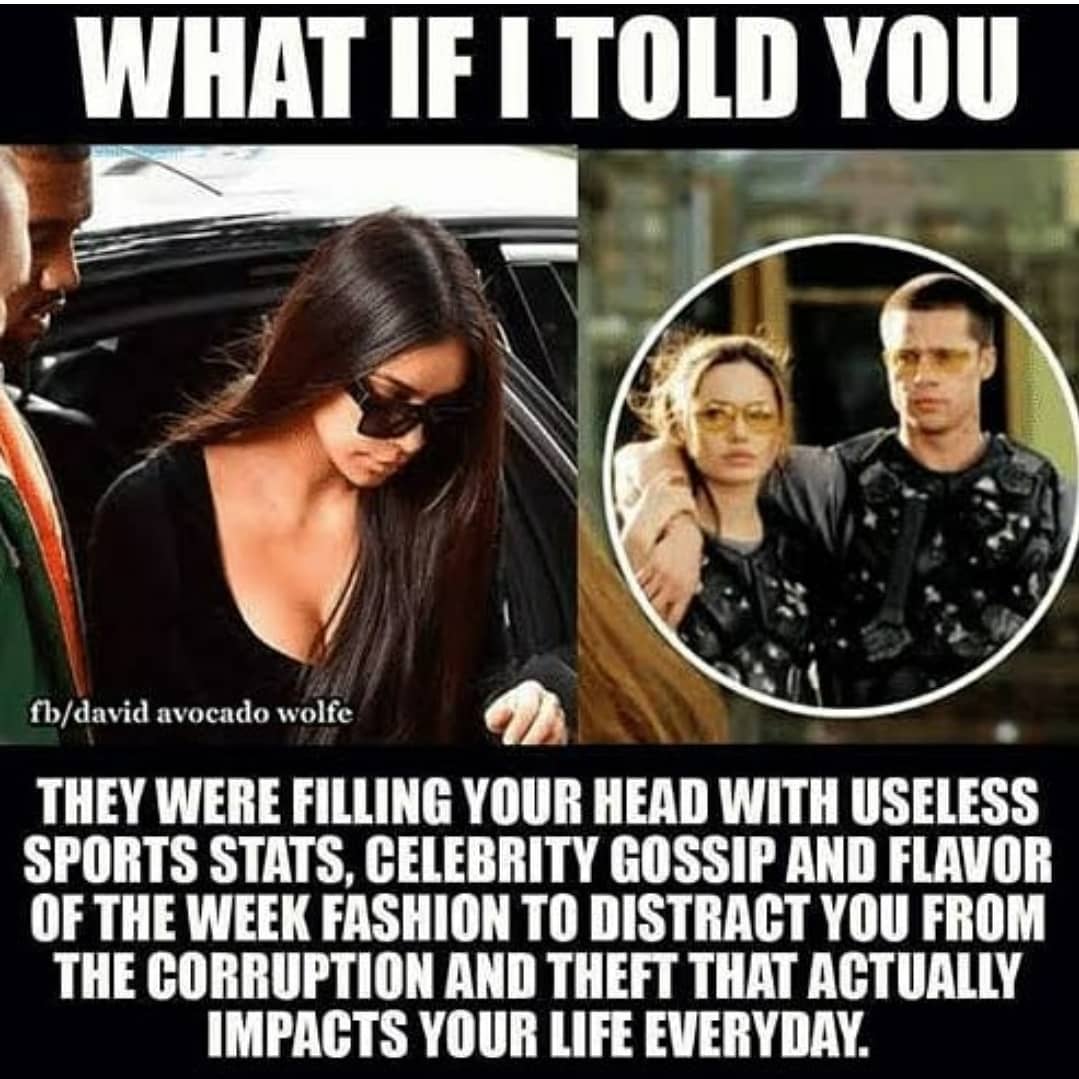 WHAT IF I TOLD YOU
fb/david avocado wolfe
THEY WERE FILLING YOUR HEAD WITH USELESS
SPORTS STATS, CELEBRITY GOSSIP AND FLAVOR
OF THE WEEK FASHION TO DISTRACT YOU FROM
THE CORRUPTION AND THEFT THAT ACTUALLY
IMPACTS YOUR LIFE EVERYDAY.